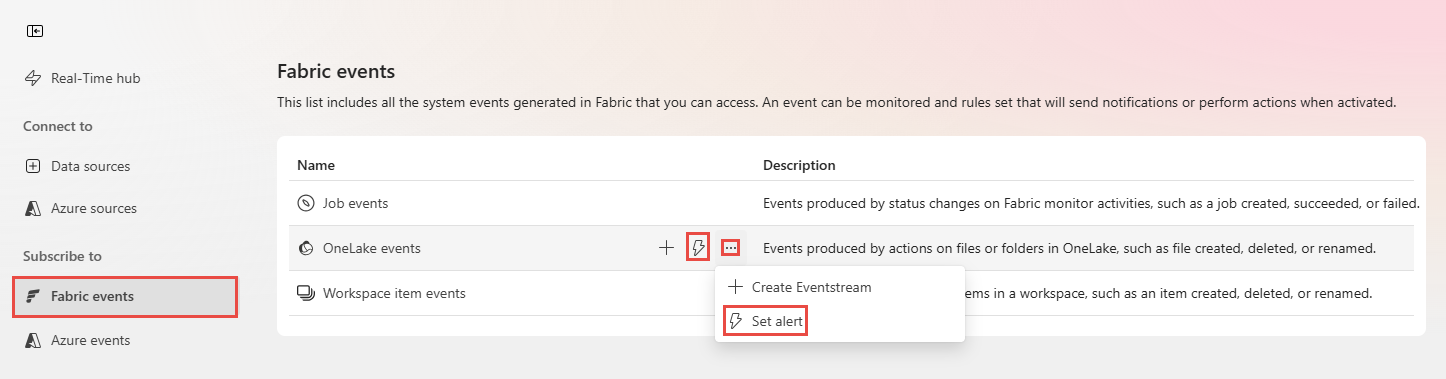 Real-Time hub
Connect to
Data sources
Azure sources
Subscribe to
Fabric events
Azure events
Fabric events
This list includes all the system events generated in Fabric that you can access. An event can be monitored and rules set that will send notifications or perform actions when activated.
Name Description
Job events Events produced by status changes on Fabric monitor activities, such as a job created, succeeded, or failed.
OneLake events Events produced by actions on files or folders in OneLake, such as file created, deleted, or renamed.
Workspace item events in a workspace, such as an item created, deleted, or renamed.
Create Eventstream
Set alert